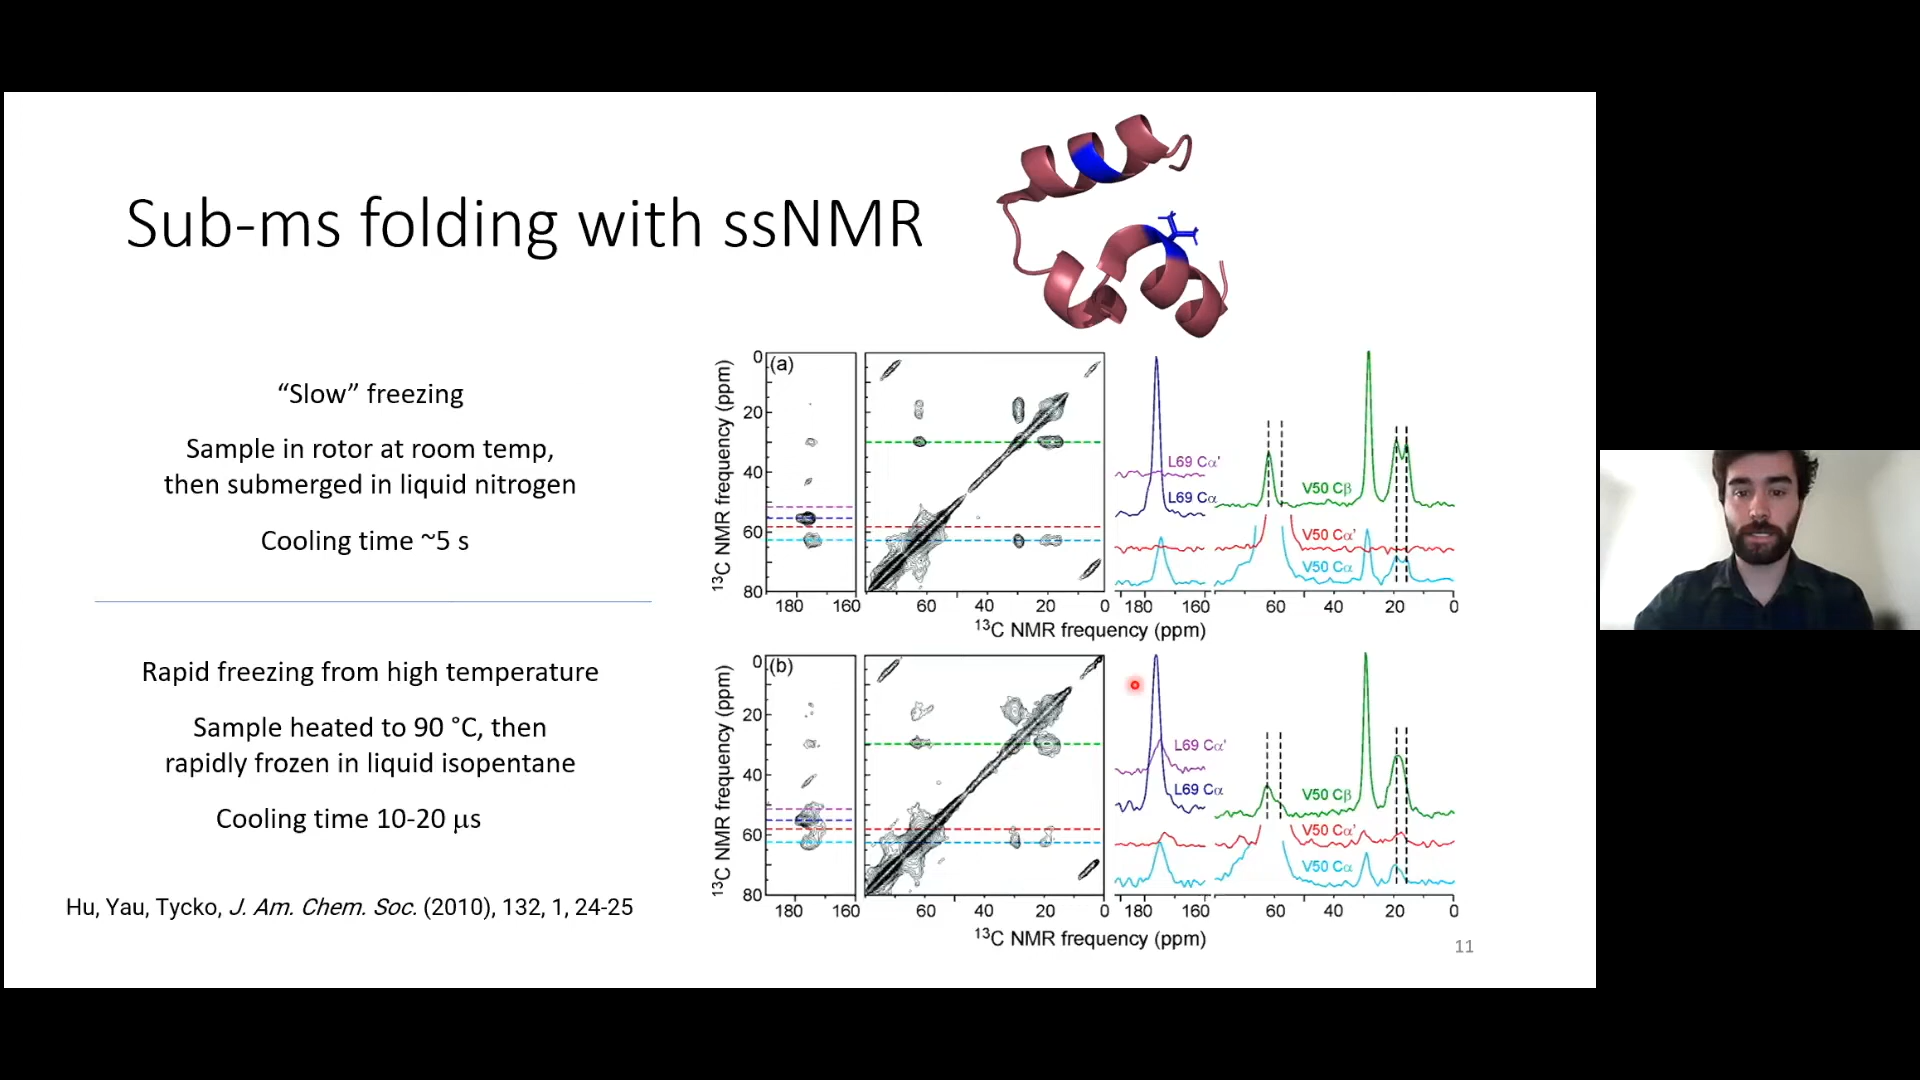 Sub-ms folding with ssNMR
“Slow” freezing
Sample in rotor at room temp,
then submerged in liquid nitrogen
Cooling time ~5 s
Rapid freezing from high temperature
Sample heated to 90 °C, then
rapidly frozen in liquid isopentane
Cooling time 10-20 μs
Hu, Yau, Tycko, J. Am. Chem. Soc. (2010), 132, 1, 24-25
(a)
13C NMR frequency (ppm)
0
20
40
60
80
180 160 60 40 20 0 180 160 60 40 20 0
13C NMR frequency (ppm)
L69 Cα'
L69 Cα
V50 Cβ
V50 Cα'
V50 Cα
(b)
13C NMR frequency (ppm)
0
20
40
60
80
180 160 60 40 20 0 180 160 60 40 20 0
13C NMR frequency (ppm)
L69 Cα'
L69 Cα
V50 Cβ
V50 Cα'
V50 Cα
11